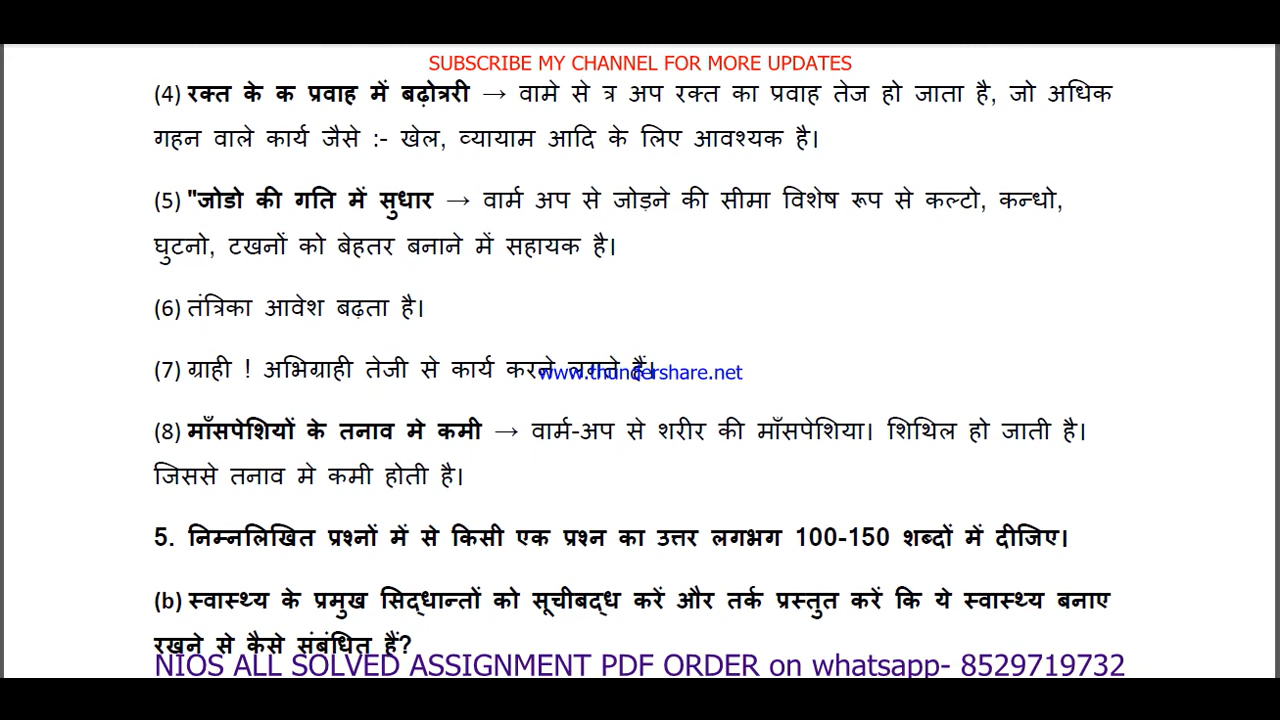 SUBSCRIBE MY CHANNEL FOR MORE UPDATES
(4) रक्त के क प्रवाह में बढ़ोत्ररी → वामे से त्र अप रक्त का प्रवाह तेज हो जाता है, जो अधिक
गहन वाले कार्य जैसे :- खेल, व्यायाम आदि के लिए आवश्यक है।
(5) "जोडो की गति में सुधार → वार्म अप से जोड़ने की सीमा विशेष रूप से कल्टो, कन्धो,
घुटनो, टखनों को बेहतर बनाने में सहायक है।
(6) तंत्रिका आवेश बढ़ता है।
(7) ग्राही ! अभिग्राही तेजी से कार्य करने लगते हैं।
www.thundershare.net
(8) माँसपेशियों के तनाव मे कमी → वार्म-अप से शरीर की माँसपेशिया। शिथिल हो जाती है।
जिससे तनाव मे कमी होती है।
5. निम्नलिखित प्रश्नों में से किसी एक प्रश्न का उत्तर लगभग 100-150 शब्दों में दीजिए।
(b) स्वास्थ्य के प्रमुख सिद्धान्तों को सूचीबद्ध करें और तर्क प्रस्तुत करें कि ये स्वास्थ्य बनाए
रखने से कैसे संबंधित हैं?
NIOS ALL SOLVED ASSIGNMENT PDF ORDER on whatsapp- 8529719732